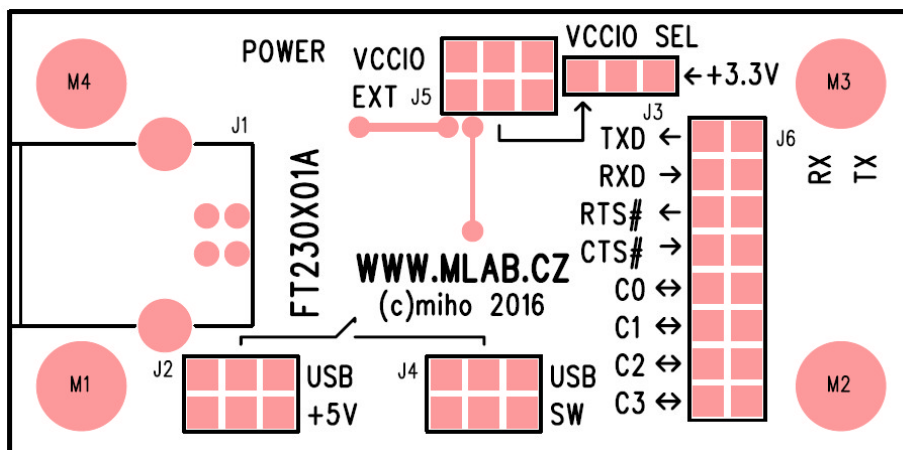 POWER
VCCIO
EXT
J5
VCCIO SEL
←+3.3V
J3
M4
M3
J1
J6
TXD ←
RXD →
RTS# ←
CTS# →
C0 ↔
C1 ↔
C2 ↔
C3 ↔
RX
TX
FT230X01A
WWW.MLAB.CZ
(c)miho 2016
J2
USB
+5V
J4
USB
SW
M1
M2